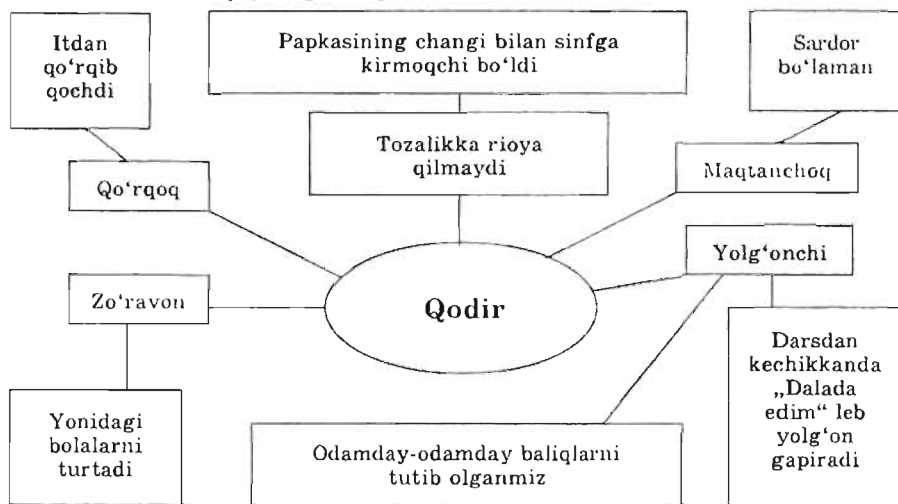 Itdan
qo‘rqib
qochdi
Papkasining changi bilan sinfga
kirmoqchi bo‘ldi
Sardor
bo‘laman
Tozalikka rioya
qilmaydi
Qo‘rqoq
Maqtanchoq
Yolg‘onchi
Zo‘ravon
Qodir
Darsdan
kechikkanda
„Dalada
edim“ leb
yolg‘on
gapiradi
Yonidagi
bolalarni
turtadi
Odamday-odamday baliqlarni
tutib olganmiz